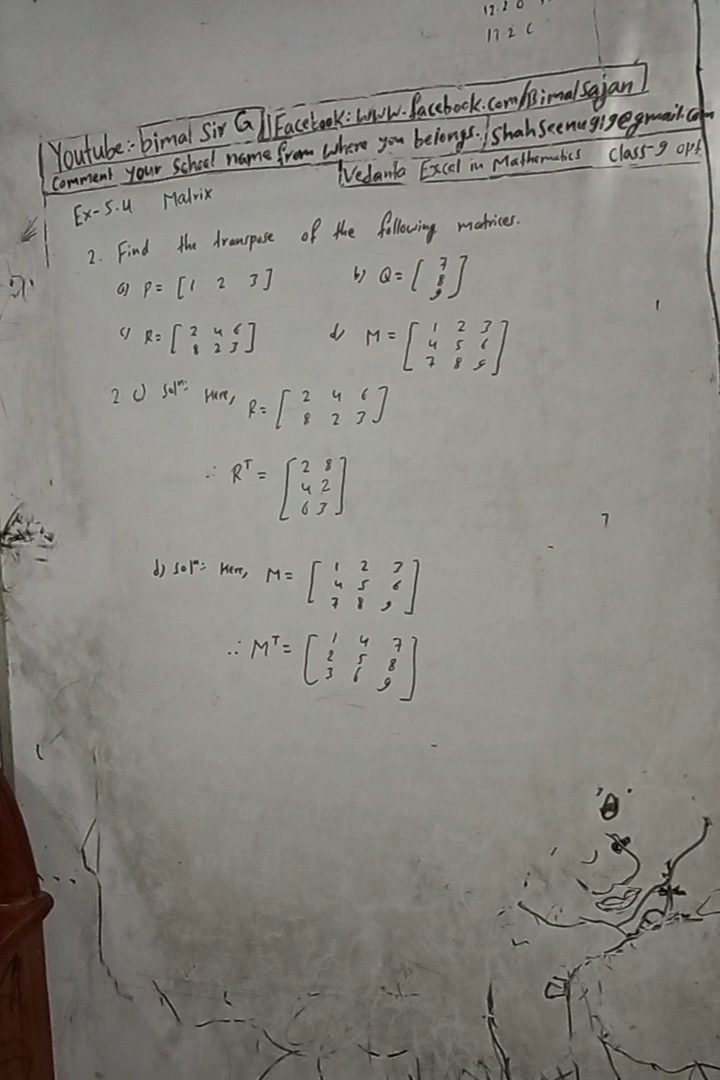 12.2
17.2 C
Youtube:- bimal Sir G || Facebook: www.facebook.com/Bimalsajan
Comment your School name from where you belongs. | Shahseenu919@gmail.com
Vedanta Excel in Mathematics Class-9 opt
Ex-5.4 Matrix
2. Find the transpose of the following matrices.
a) P = [1 2 3] b) Q = [7
8
9]
c) R = [2 4 6
8 2 3] d) M = [1 2 3
4 5 6
7 8 9]
2 c) Solⁿ: Here, R = [2 4 6
8 2 3]
∴ Rᵀ = [2 8
4 2
6 3]
d) Solⁿ: Here, M = [1 2 3
4 5 6
7 8 9]
∴ Mᵀ = [1 4 7
2 5 8
3 6 9]